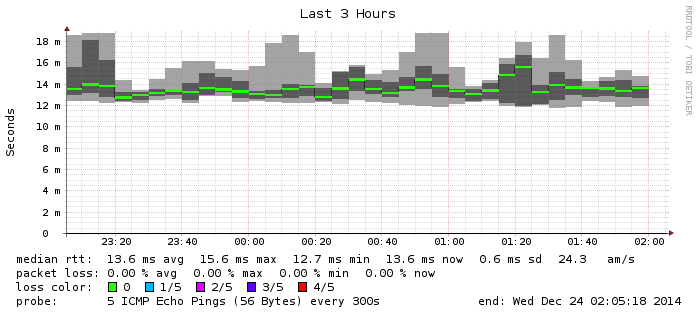 Last 3 Hours
RRDTOOL / TOBI OETIKER
Seconds
18 m
16 m
14 m
12 m
10 m
8 m
6 m
4 m
2 m
0
23:20 23:40 00:00 00:20 00:40 01:00 01:20 01:40 02:00
median rtt: 13.6 ms avg 15.6 ms max 12.7 ms min 13.6 ms now 0.6 ms sd 24.3 am/s
packet loss: 0.00 % avg 0.00 % max 0.00 % min 0.00 % now
loss color: 0 1/5 2/5 3/5 4/5
probe: 5 ICMP Echo Pings (56 Bytes) every 300s end: Wed Dec 24 02:05:18 2014